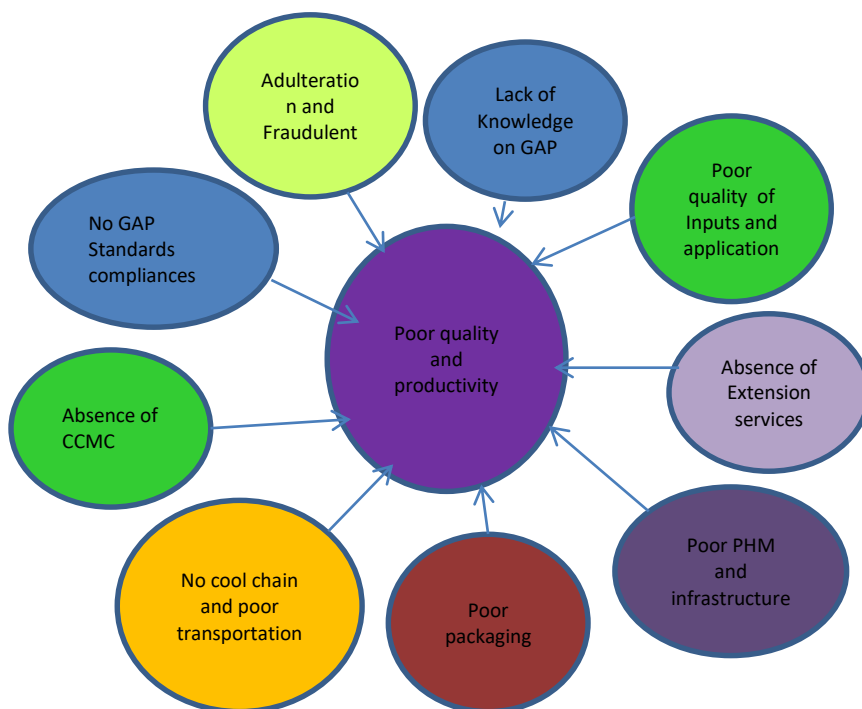 Adulteratio
n and
Fraudulent
Lack of
Knowledge
on GAP
Poor
quality of
Inputs and
application
No GAP
Standards
compliances
Poor quality
and
productivity
Absence of
Extension
services
Absence of
CCMC
Poor PHM
and
infrastructure
No cool chain
and poor
transportation
Poor
packaging